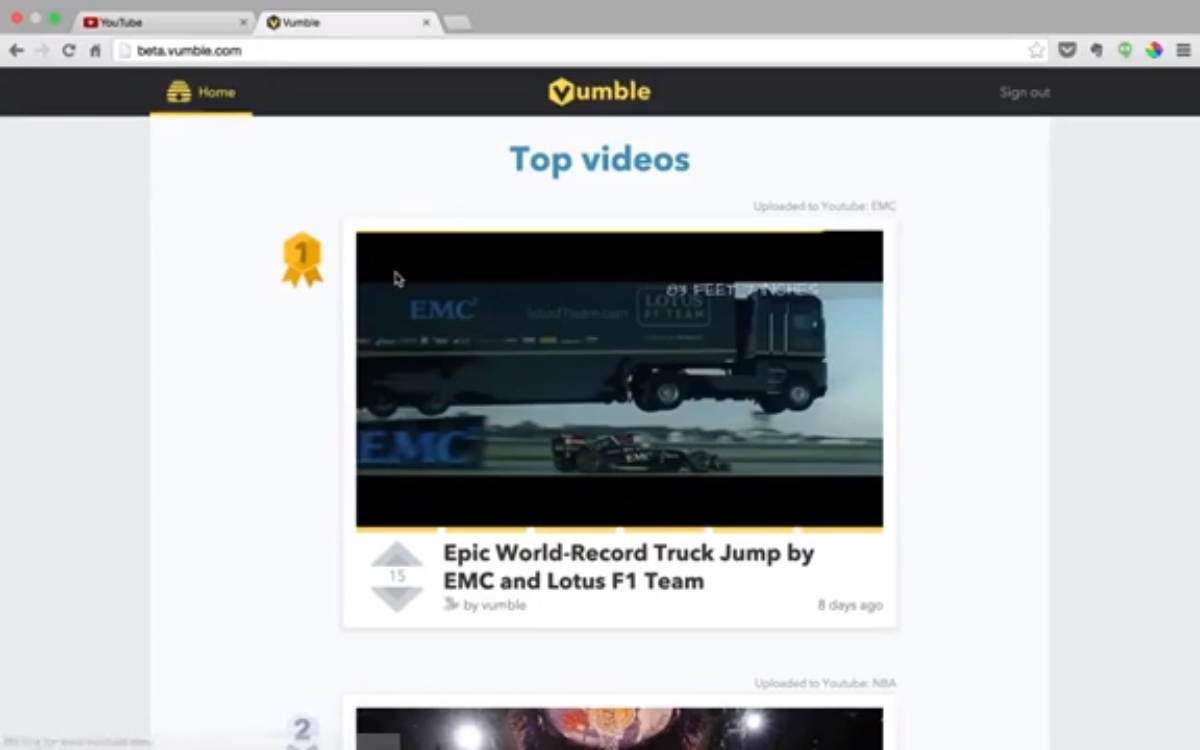 YouTube
Vumble
beta.vumble.com
Home
Vumble
Sign out
Top videos
Uploaded to Youtube: EMC
1
83 FEET 7 INCHES
EMC²
lotusf1team.com
LOTUS
F1 TEAM
EMC²
EMC
Epic World-Record Truck Jump by
EMC and Lotus F1 Team
15
by vumble
8 days ago
Uploaded to Youtube: NBA
2